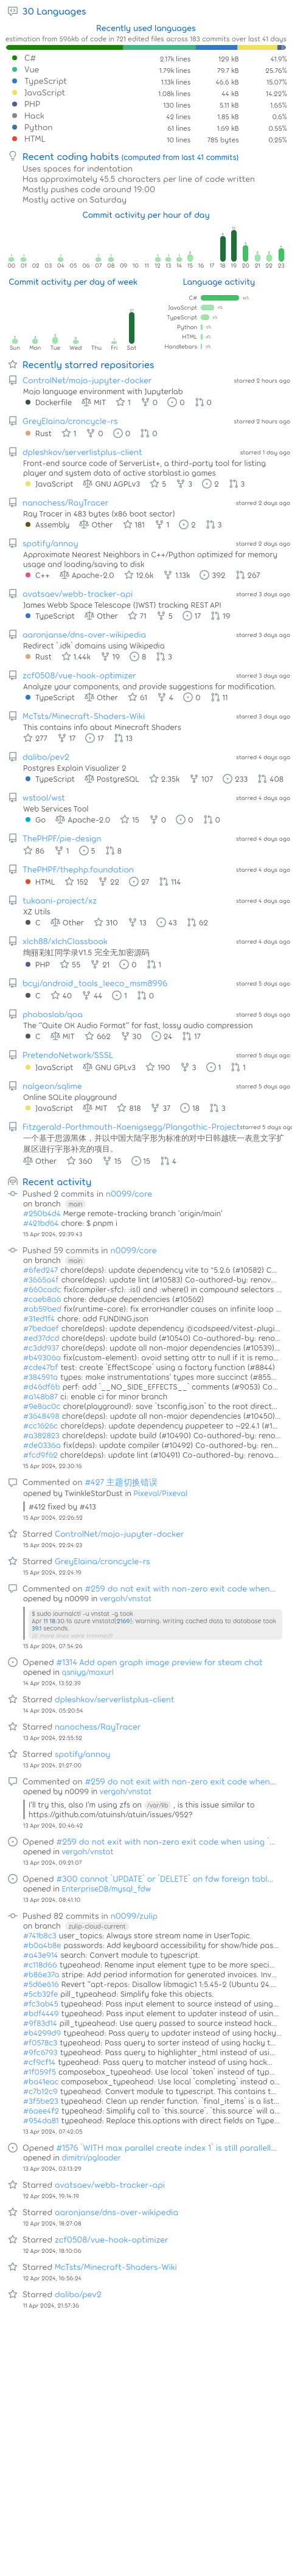 30 Languages
Recently used languages
estimation from 596kb of code in 721 edited files across 183 commits over last 41 days
C# 2.17k lines 129 kB 41.9%
Vue 1.79k lines 79.7 kB 25.76%
TypeScript 1.13k lines 46.6 kB 15.07%
JavaScript 1.08k lines 44 kB 14.22%
PHP 130 lines 5.11 kB 1.65%
Hack 42 lines 1.85 kB 0.6%
Python 61 lines 1.69 kB 0.55%
HTML 10 lines 785 bytes 0.25%
Recent coding habits (computed from last 41 commits)
Uses spaces for indentation
Has approximately 45.5 characters per line of code written
Mostly pushes code around 19:00
Mostly active on Saturday
Commit activity per hour of day
00 01 02 03 04 05 06 07 08 09 10 11 12 13 14 15 16 17 18 19 20 21 22 23
Commit activity per day of week
Language activity
C#
JavaScript
TypeScript
Python
HTML
Handlebars
Sun Mon Tue Wed Thu Fri Sat
Recently starred repositories
ControlNet/mojo-jupyter-docker starred 2 hours ago
Mojo language environment with Jupyterlab
Dockerfile MIT 1 0 0 0
GreyElaina/croncycle-rs starred 2 hours ago
Rust 1 0 0 0
dpleshkov/serverlistplus-client starred 1 day ago
Front-end source code of ServerList+, a third-party tool for listing
player and system data of active starblast.io games
JavaScript GNU AGPLv3 5 3 2 3
nanochess/RayTracer starred 2 days ago
Ray Tracer in 483 bytes (x86 boot sector)
Assembly Other 181 1 2 3
spotify/annoy starred 2 days ago
Approximate Nearest Neighbors in C++/Python optimized for memory
usage and loading/saving to disk
C++ Apache-2.0 12.6k 1.13k 392 267
avatsaev/webb-tracker-api starred 3 days ago
James Webb Space Telescope (JWST) tracking REST API
TypeScript Other 71 5 17 19
aaronjanse/dns-over-wikipedia starred 3 days ago
Redirect `.idk` domains using Wikipedia
Rust 1.44k 19 8 3
zcf0508/vue-hook-optimizer starred 3 days ago
Analyze your components, and provide suggestions for modification.
TypeScript Other 61 4 0 11
McTsts/Minecraft-Shaders-Wiki starred 3 days ago
This contains info about Minecraft Shaders
277 17 17 13
dalibo/pev2 starred 4 days ago
Postgres Explain Visualizer 2
TypeScript PostgreSQL 2.35k 107 233 408
wstool/wst starred 4 days ago
Web Services Tool
Go Apache-2.0 15 0 0 0
ThePHPF/pie-design starred 4 days ago
86 1 5 8
ThePHPF/thephp.foundation starred 4 days ago
HTML 152 22 27 114
tukaani-project/xz starred 4 days ago
XZ Utils
C Other 310 13 43 62
xlch88/xlchClassbook starred 4 days ago
绚丽彩虹同学录V1.5 完全无加密源码
PHP 55 21 0 1
bcyj/android_tools_leeco_msm8996 starred 5 days ago
C 40 44 1 0
phoboslab/qoa starred 5 days ago
The "Quite OK Audio Format" for fast, lossy audio compression
C MIT 662 30 24 17
PretendoNetwork/SSSL starred 5 days ago
JavaScript GNU GPLv3 190 3 1 1
nalgeon/sqlime starred 5 days ago
Online SQLite playground
JavaScript MIT 818 37 18 3
Fitzgerald-Porthmouth-Koenigsegg/Plangothic-Project starred 5 days ago
一个基于思源黑体，并以中国大陆字形为标准的对中日韩越统一表意文字扩
展区进行字形补充的项目。
Other 360 15 15 4
Recent activity
Pushed 2 commits in n0099/core
on branch main
#250b4d4 Merge remote-tracking branch 'origin/main'
#421bd64 chore: $ pnpm i
15 Apr 2024, 22:39:43
Pushed 59 commits in n0099/core
on branch main
#6fed247 chore(deps): update dependency vite to ^5.2.6 (#10582) C...
#3665a4f chore(deps): update lint (#10583) Co-authored-by: renov...
#660cadc fix(compiler-sfc): .is() and :where() in compound selectors ...
#caeb8a6 chore: dedupe dependencies (#10562)
#ab59bed fix(runtime-core): fix errorHandler causes infinite loop ...
#31ed1f4 chore: add FUNDING.json
#7bedaef chore(deps): update dependency @codspeed/vitest-plugi...
#ed37dcd chore(deps): update build (#10540) Co-authored-by: reno...
#c3dd937 chore(deps): update all non-major dependencies (#10539)...
#b49306a fix(customElement): avoid setting attr to null if it is remo...
#cde47bf test: create `EffectScope` using a factory function (#8844)
#384591a types: make generics with runtime props... (#855...
#d46df6b perf: add `__NO_SIDE_EFFECTS__` comments (#9053) Co...
#a148b87 ci: enable ci for minor branch
#9e8ac0c
#3648498 chore(deps): update all non-major dependencies (#10450)...
#cc1626c chore(deps): update dependency puppeteer to ~22.4.1 (#1...
#a382823 chore(deps): update build (#10490) Co-authored-by: reno...
#de0336a fix(deps): update compiler (#10492) Co-authored-by: ren...
#fcd9f62 chore(deps): update lint (#10491) Co-authored-by: renova...
15 Apr 2024, 22:30:16
Commented on #427 主题切换错误
opened by TwinkleStarDust in Pixeval/Pixeval
#412 fixed by #413
15 Apr 2024, 22:26:52
Starred ControlNet/mojo-jupyter-docker
15 Apr 2024, 22:24:23
Starred GreyElaina/croncycle-rs
15 Apr 2024, 22:24:19
Commented on #259 do not exit with non-zero exit code when...
opened by n0099 in vergoh/vnstat
$ sudo journalctl -u vnstat -g took
Apr 11 18:30:16 azure vnstatd[2169]: Warning: Writing cached data to database took
39.1 seconds.
15 Apr 2024, 07:54:26
Opened #1314 Add open graph image preview for steam chat
opened in qsniyg/maxurl
14 Apr 2024, 13:52:39
Starred dpleshkov/serverlistplus-client
14 Apr 2024, 05:20:54
Starred nanochess/RayTracer
13 Apr 2024, 22:55:52
Starred spotify/annoy
13 Apr 2024, 21:27:00
Commented on #259 do not exit with non-zero exit code when...
opened by n0099 in vergoh/vnstat
I'll try this, also I'm using zfs on /var/lib , is this issue similar to
https://github.com/atuinsh/atuin/issues/952?
13 Apr 2024, 20:46:42
Opened #259 do not exit with non-zero exit code when using `...
opened in vergoh/vnstat
13 Apr 2024, 09:21:07
Opened #300 cannot `UPDATE` or `DELETE` on fdw foreign tabl...
opened in EnterpriseDB/mysql_fdw
13 Apr 2024, 08:41:10
Pushed 82 commits in n0099/zulip
on branch zulip-cloud-current
#741b8c3 user_topics: Always store stream name in UserTopic.
#b0a4b8e passwords: Add keyboard accessibility for show/hide pas...
#a43e914 search: Convert module to typescript.
#c118d66 typeahead: Rename input element type to more speci...
#b86e37a stripe: Add period information for generated invoices. Inv...
#5d6e616 Revert "apt-repos: Disallow libmagic1 1:5.45-2 (Ubuntu 24...
#5cb32fe pill_typeahead: Simplify fake this objects.
#fc3ab45 typeahead: Pass input element to source instead of using...
#bdf4449 typeahead: Pass input element to updater instead of usin...
#9f83d14 pill_typeahead: Use query passed to source instead hack...
#b4299d9 typeahead: Pass query to updater instead of using hacky...
#f0578c3 typeahead: Pass query to sorter instead of using hacky t...
#9fc6793 typeahead: Pass query to highlighter_html instead of usi...
#cf9cf14 typeahead: Pass query to matcher instead of using hack...
#1f059f5 composebox_typeahead: Use local `token` instead of typ...
#ba41eac composebox_typeahead: Use local `completing` instead o...
#c7b12c9 typeahead: Convert module to typescript. This contains t...
#3f5be23 typeahead: Clean up render function. `final_items` is a list...
#6aee4f2 typeahead: Simplify call to `this.source`. `this.source` will a...
#954da81 typeahead: Replace this.options with direct fields on Type...
13 Apr 2024, 07:42:05
Opened #1576 `WITH max parallel create index 1` is still parallell...
opened in dimitri/pgloader
13 Apr 2024, 03:13:29
Starred avatsaev/webb-tracker-api
12 Apr 2024, 19:14:19
Starred aaronjanse/dns-over-wikipedia
12 Apr 2024, 18:27:08
Starred zcf0508/vue-hook-optimizer
12 Apr 2024, 18:10:06
Starred McTsts/Minecraft-Shaders-Wiki
12 Apr 2024, 16:56:24
Starred dalibo/pev2
11 Apr 2024, 21:57:36